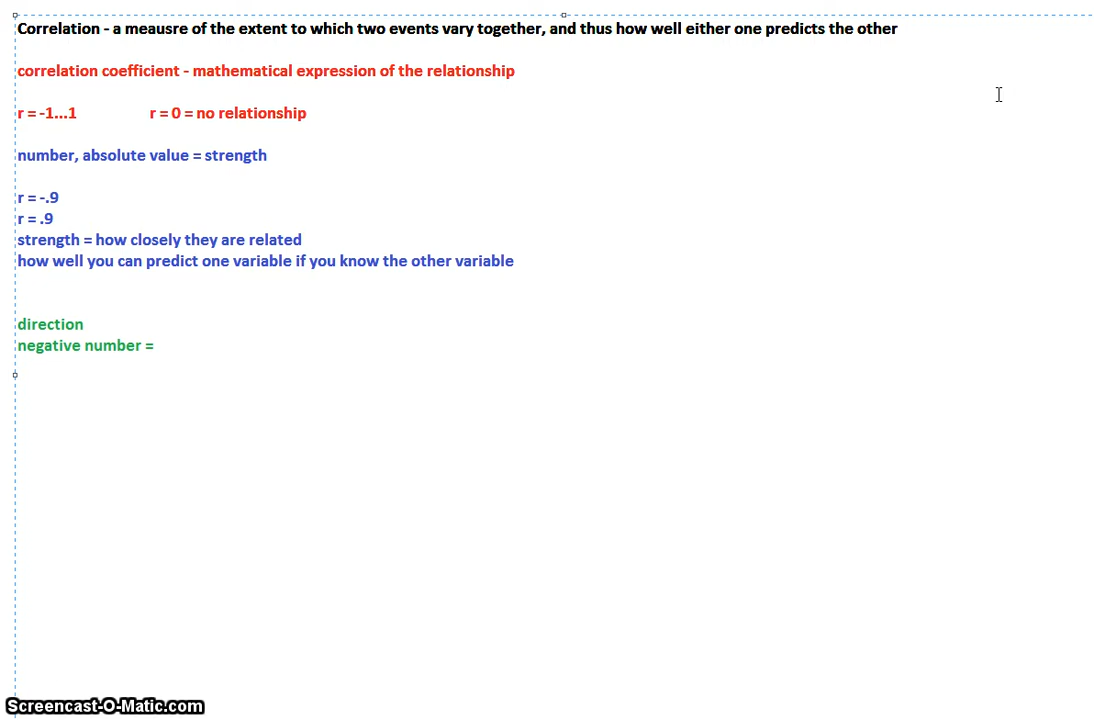 Correlation - a meausre of the extent to which two events vary together, and thus how well either one predicts the other
correlation coefficient - mathematical expression of the relationship
r = -1...1 r = 0 = no relationship
number, absolute value = strength
r = -.9
r = .9
strength = how closely they are related
how well you can predict one variable if you know the other variable
direction
negative number =
Screencast-O-Matic.com